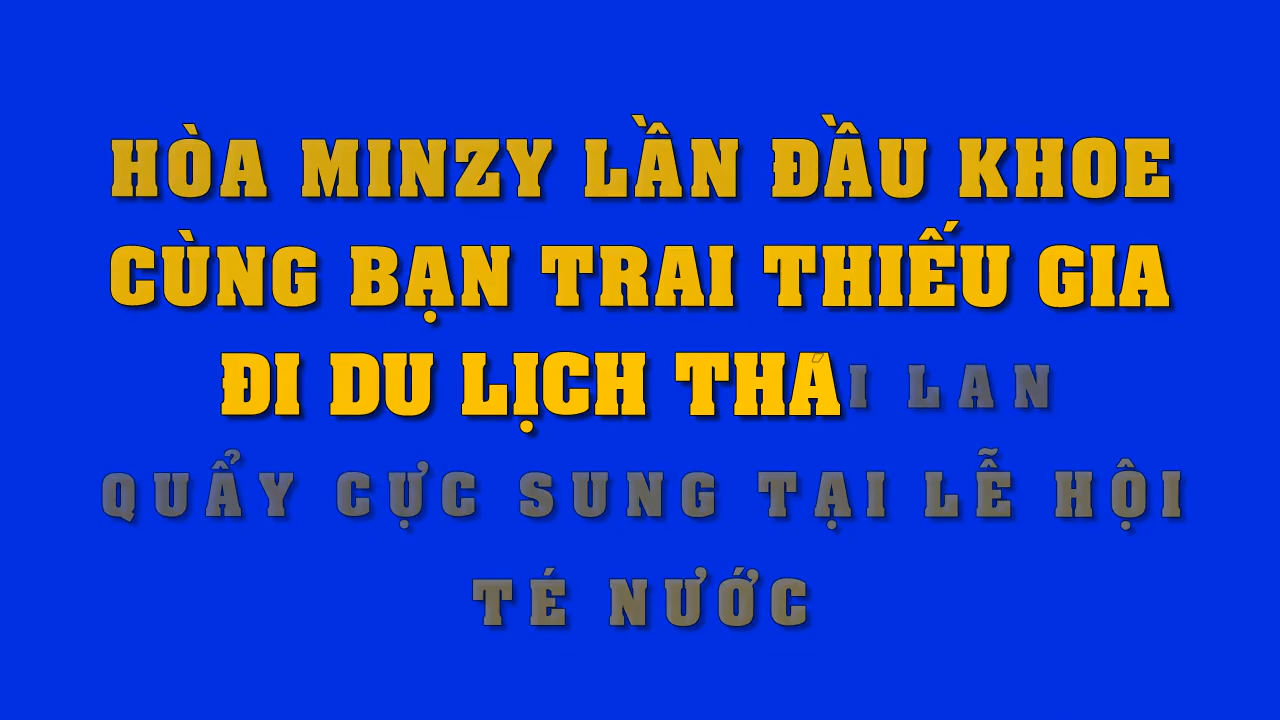 HÒA MINZY LẦN ĐẦU KHOE
CÙNG BẠN TRAI THIẾU GIA
ĐI DU LỊCH THÁI LAN
QUẨY CỰC SUNG TẠI LỄ HỘI
TÉ NƯỚC